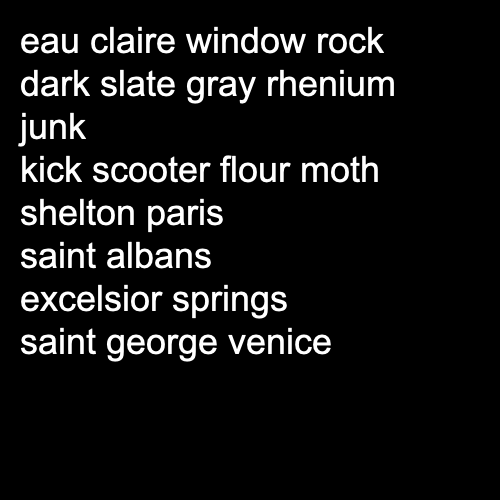 eau claire window rock
dark slate gray rhenium
junk
kick scooter flour moth
shelton paris
saint albans
excelsior springs
saint george venice